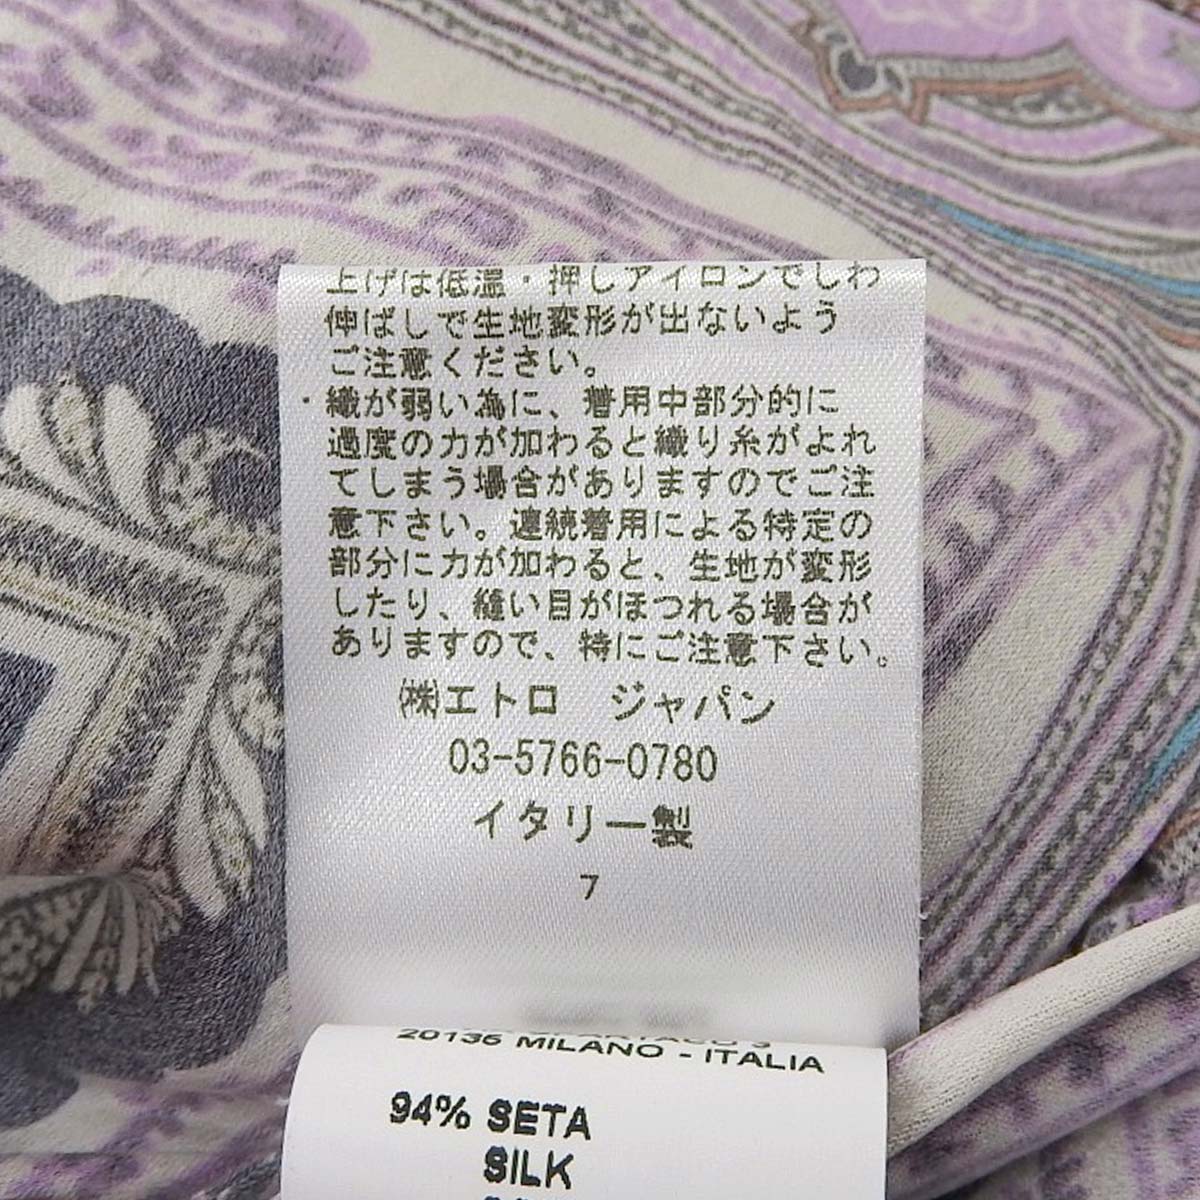 上げは低温・押しアイロンでしわ
伸ばしで生地変形が出ないよう
ご注意ください。
・織が弱い為に、着用中部分的に
過度の力が加わると織り糸がよれ
てしまう場合がありますのでご注
意下さい。連続着用による特定の
部分に力が加わると、生地が変形
したり、縫い目がほつれる場合が
ありますので、特にご注意下さい。
㈱エトロ　ジャパン
03-5766-0780
イタリー製
7
20135 MILANO - ITALIA
94% SETA
SILK